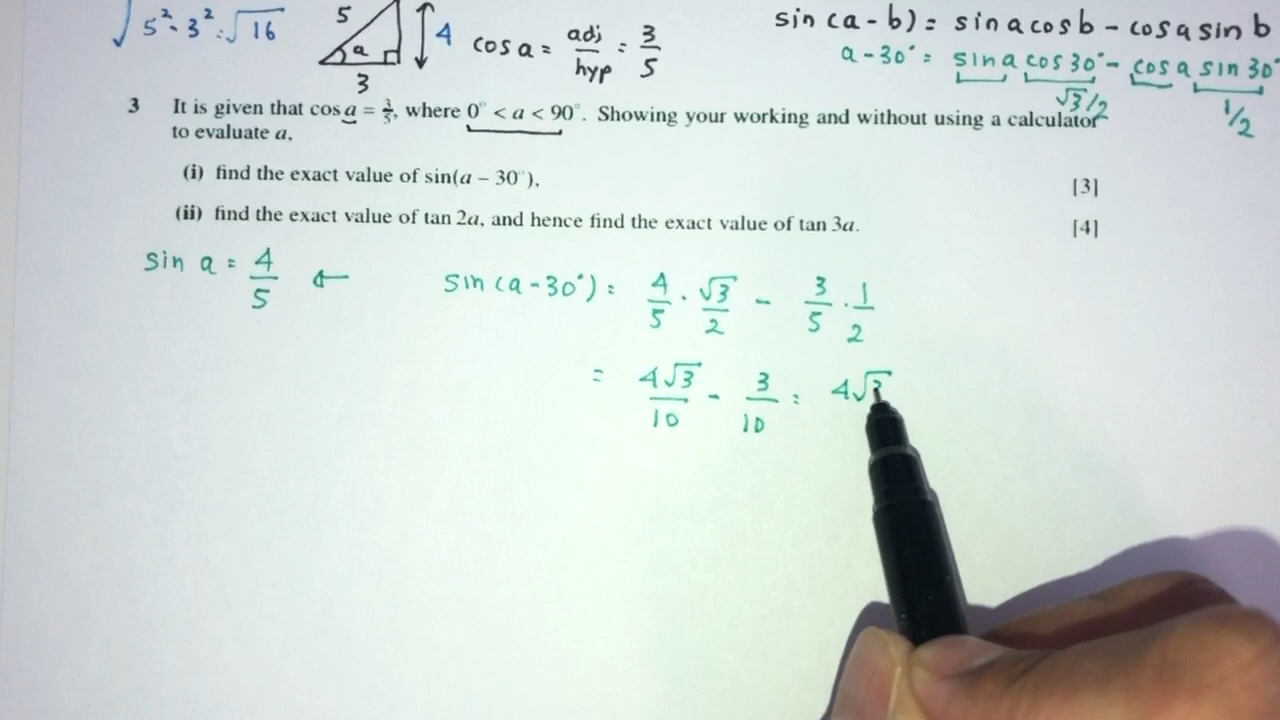 √5² - 3² = √16
5
a
4
3
cos a = adj/hyp = 3/5
sin (a - b) = sin a cos b - cos a sin b
a - 30° = sin a cos 30° - cos a sin 30°
√3/2
1/2
3 It is given that cos a = 3/5, where 0° < a < 90°. Showing your working and without using a calculator
to evaluate a,
(i) find the exact value of sin(a − 30°), [3]
(ii) find the exact value of tan 2a, and hence find the exact value of tan 3a. [4]
sin a = 4/5 ←
sin (a - 30°) = 4/5 · √3/2 - 3/5 · 1/2
= 4√3/10 - 3/10 = 4√3